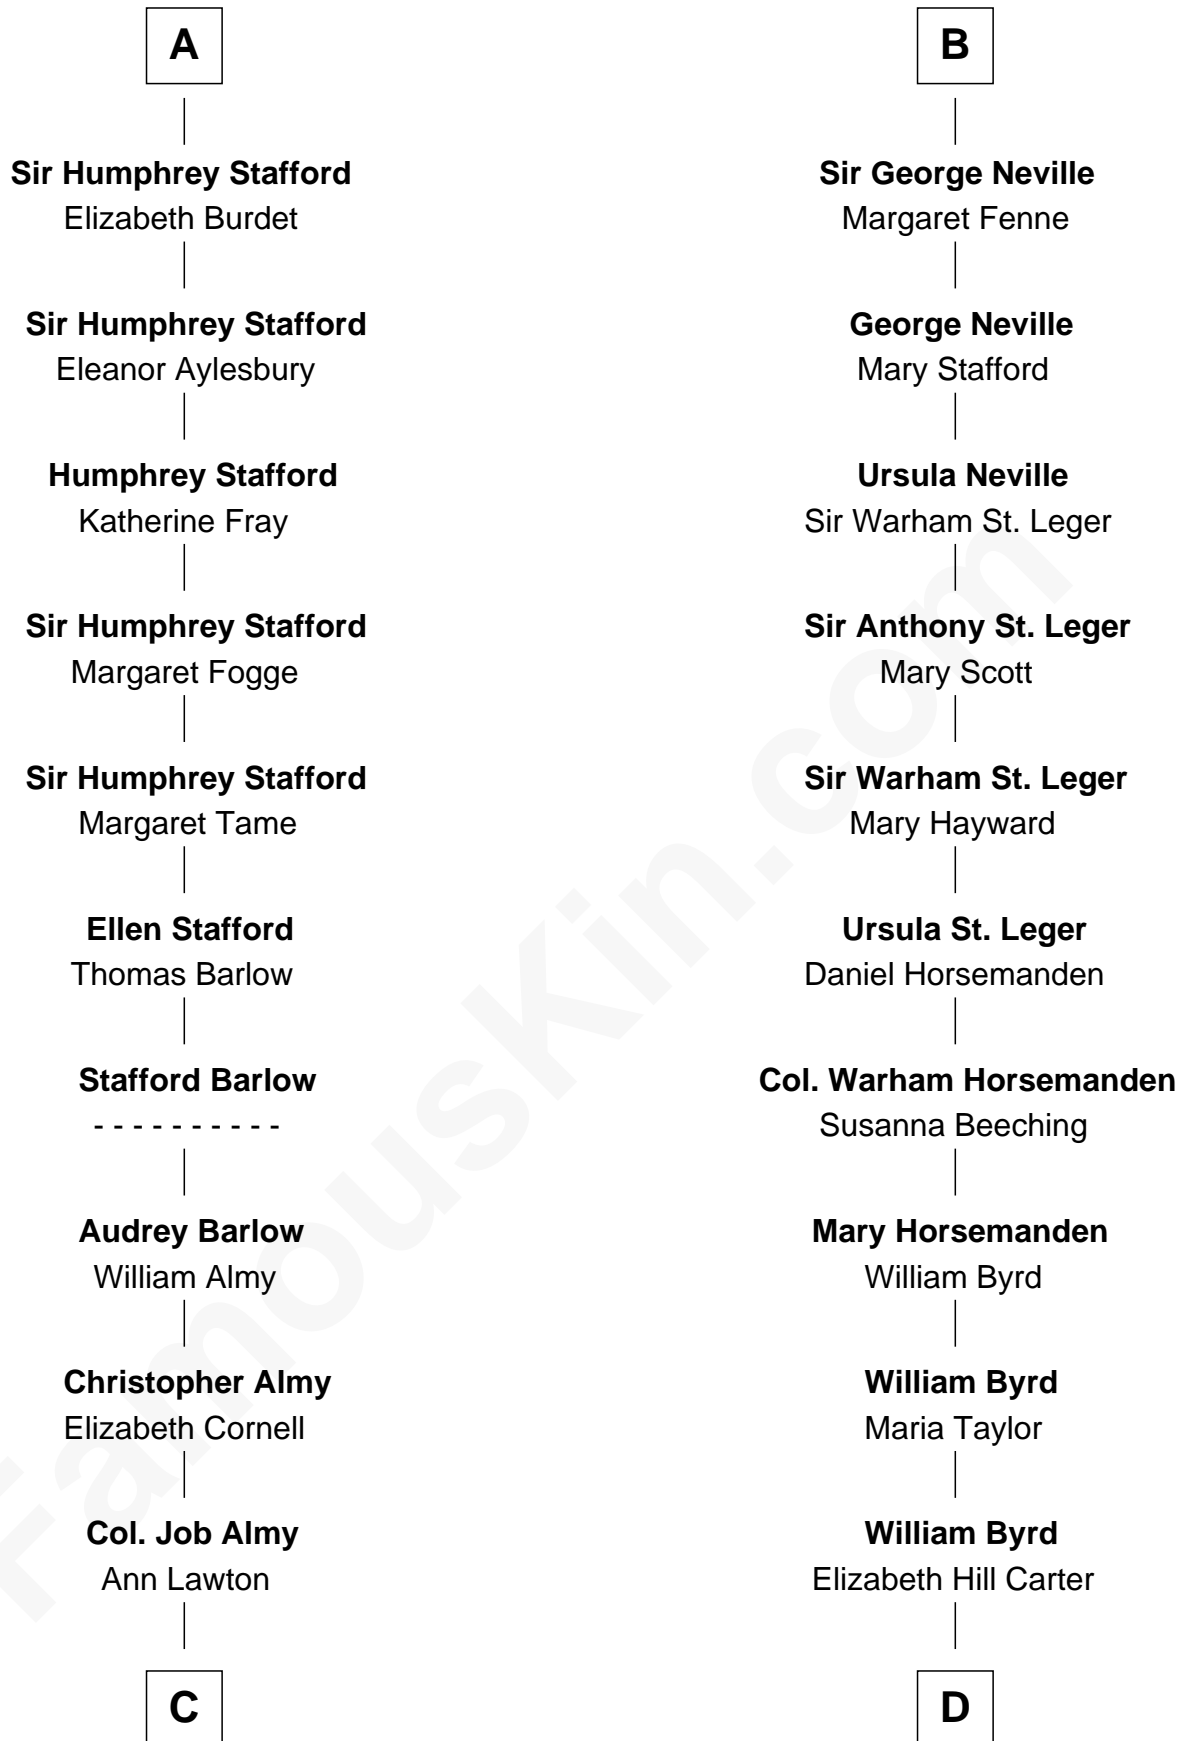 A
Sir Humphrey Stafford
Elizabeth Burdet
Sir Humphrey Stafford
Eleanor Aylesbury
Humphrey Stafford
Katherine Fray
Sir Humphrey Stafford
Margaret Fogge
Sir Humphrey Stafford
Margaret Tame
Ellen Stafford
Thomas Barlow
Stafford Barlow
- - - - - - - - - -
Audrey Barlow
William Almy
Christopher Almy
Elizabeth Cornell
Col. Job Almy
Ann Lawton
C
B
Sir George Neville
Margaret Fenne
George Neville
Mary Stafford
Ursula Neville
Sir Warham St. Leger
Sir Anthony St. Leger
Mary Scott
Sir Warham St. Leger
Mary Hayward
Ursula St. Leger
Daniel Horsemanden
Col. Warham Horsemanden
Susanna Beeching
Mary Horsemanden
William Byrd
William Byrd
Maria Taylor
William Byrd
Elizabeth Hill Carter
D
FamousKin.com